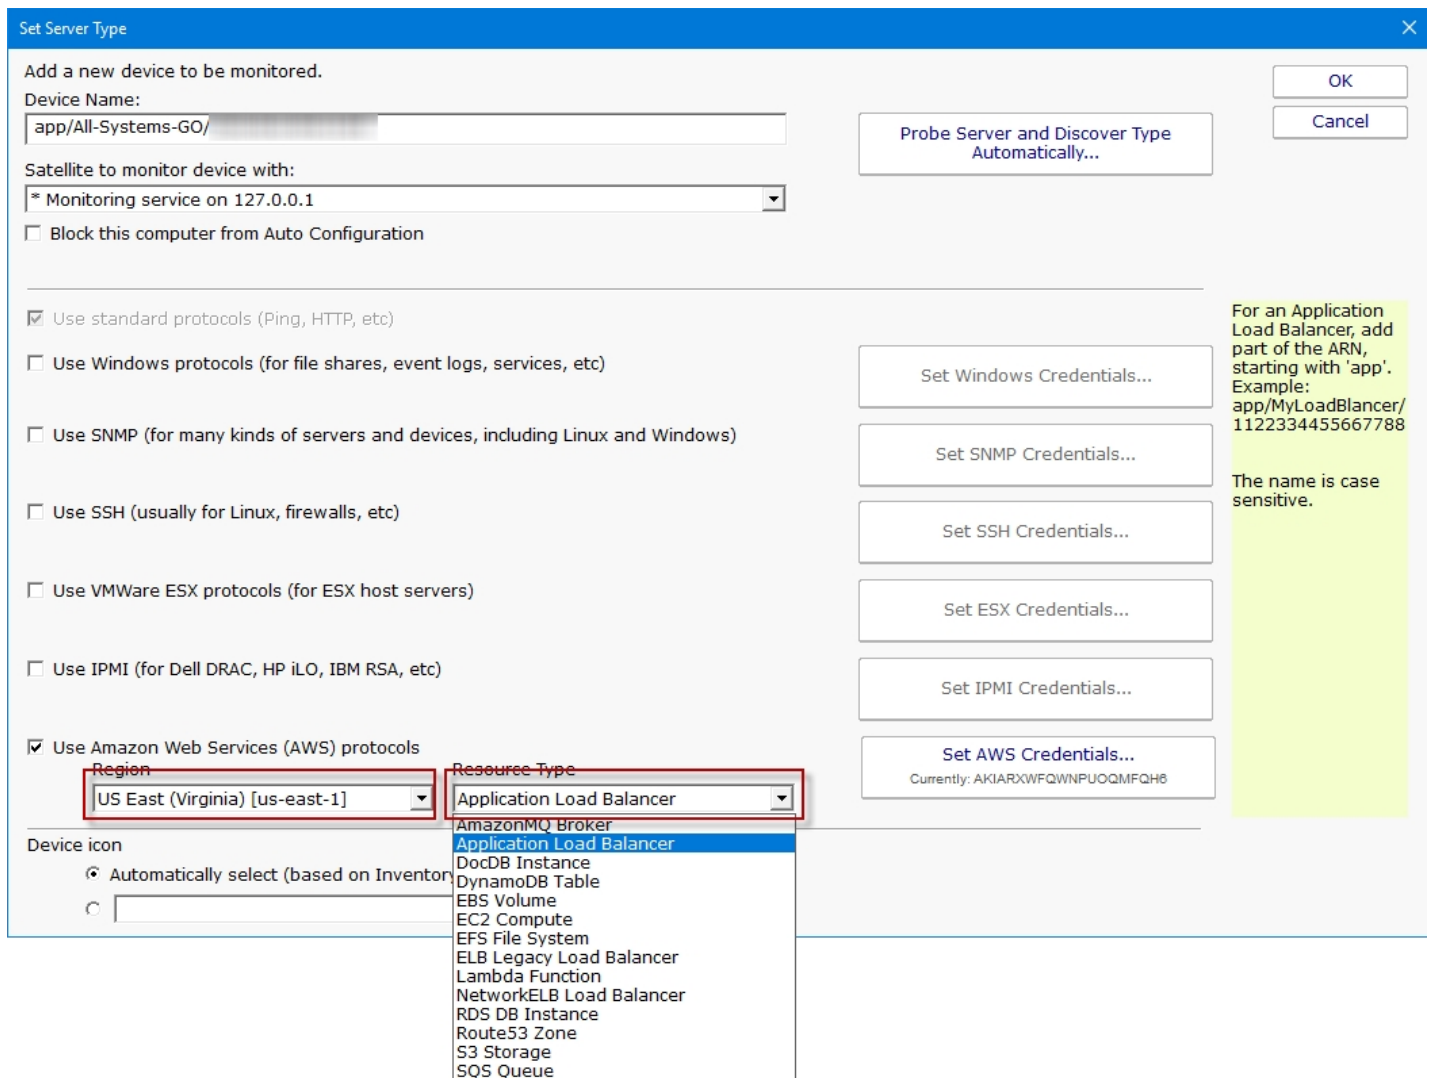 Set Server Type
Add a new device to be monitored.
Device Name:
app/All-Systems-GO/
Satellite to monitor device with:
* Monitoring service on 127.0.0.1
Block this computer from Auto Configuration
Probe Server and Discover Type
Automatically...
OK
Cancel
Use standard protocols (Ping, HTTP, etc)
Use Windows protocols (for file shares, event logs, services, etc)
Set Windows Credentials...
Use SNMP (for many kinds of servers and devices, including Linux and Windows)
Set SNMP Credentials...
Use SSH (usually for Linux, firewalls, etc)
Set SSH Credentials...
Use VMWare ESX protocols (for ESX host servers)
Set ESX Credentials...
Use IPMI (for Dell DRAC, HP iLO, IBM RSA, etc)
Set IPMI Credentials...
Use Amazon Web Services (AWS) protocols
Set AWS Credentials...
Currently: AKIARXWFQWNPUOQMFQH6
For an Application
Load Balancer, add
part of the ARN,
starting with 'app'.
Example:
app/MyLoadBlancer/
1122334455667788
The name is case
sensitive.
Region
US East (Virginia) [us-east-1]
Resource Type
Application Load Balancer
AmazonMQ Broker
Application Load Balancer
DocDB Instance
DynamoDB Table
EBS Volume
EC2 Compute
EFS File System
ELB Legacy Load Balancer
Lambda Function
NetworkELB Load Balancer
RDS DB Instance
Route53 Zone
S3 Storage
SQS Queue
Device icon
Automatically select (based on Inventory